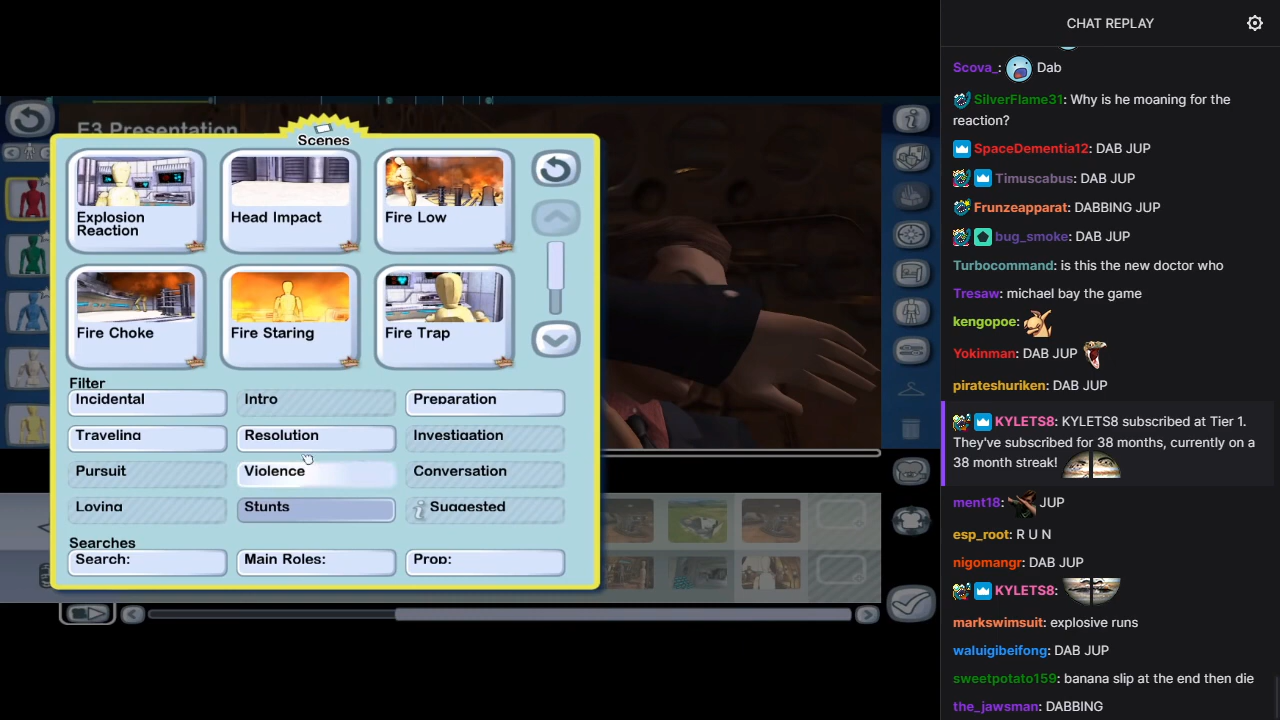 E3 Presentation
Scenes
Explosion
Reaction
Head Impact
Fire Low
Fire Choke
Fire Staring
Fire Trap
Filter
Incidental
Intro
Preparation
Traveling
Resolution
Investigation
Pursuit
Violence
Conversation
Loving
Stunts
Suggested
Searches
Search:
Main Roles:
Prop:
CHAT REPLAY
Scova_: Dab
SilverFlame31: Why is he moaning for the
reaction?
SpaceDementia12: DAB JUP
Timuscabus: DAB JUP
Frunzeapparat: DABBING JUP
bug_smoke: DAB JUP
Turbocommand: is this the new doctor who
Tresaw: michael bay the game
kengopoe:
Yokinman: DAB JUP
pirateshuriken: DAB JUP
KYLETS8: KYLETS8 subscribed at Tier 1.
They've subscribed for 38 months, currently on a
38 month streak!
ment18: JUP
esp_root: R U N
nigomangr: DAB JUP
KYLETS8:
markswimsuit: explosive runs
waluigibeifong: DAB JUP
sweetpotato159: banana slip at the end then die
the_jawsman: DABBING